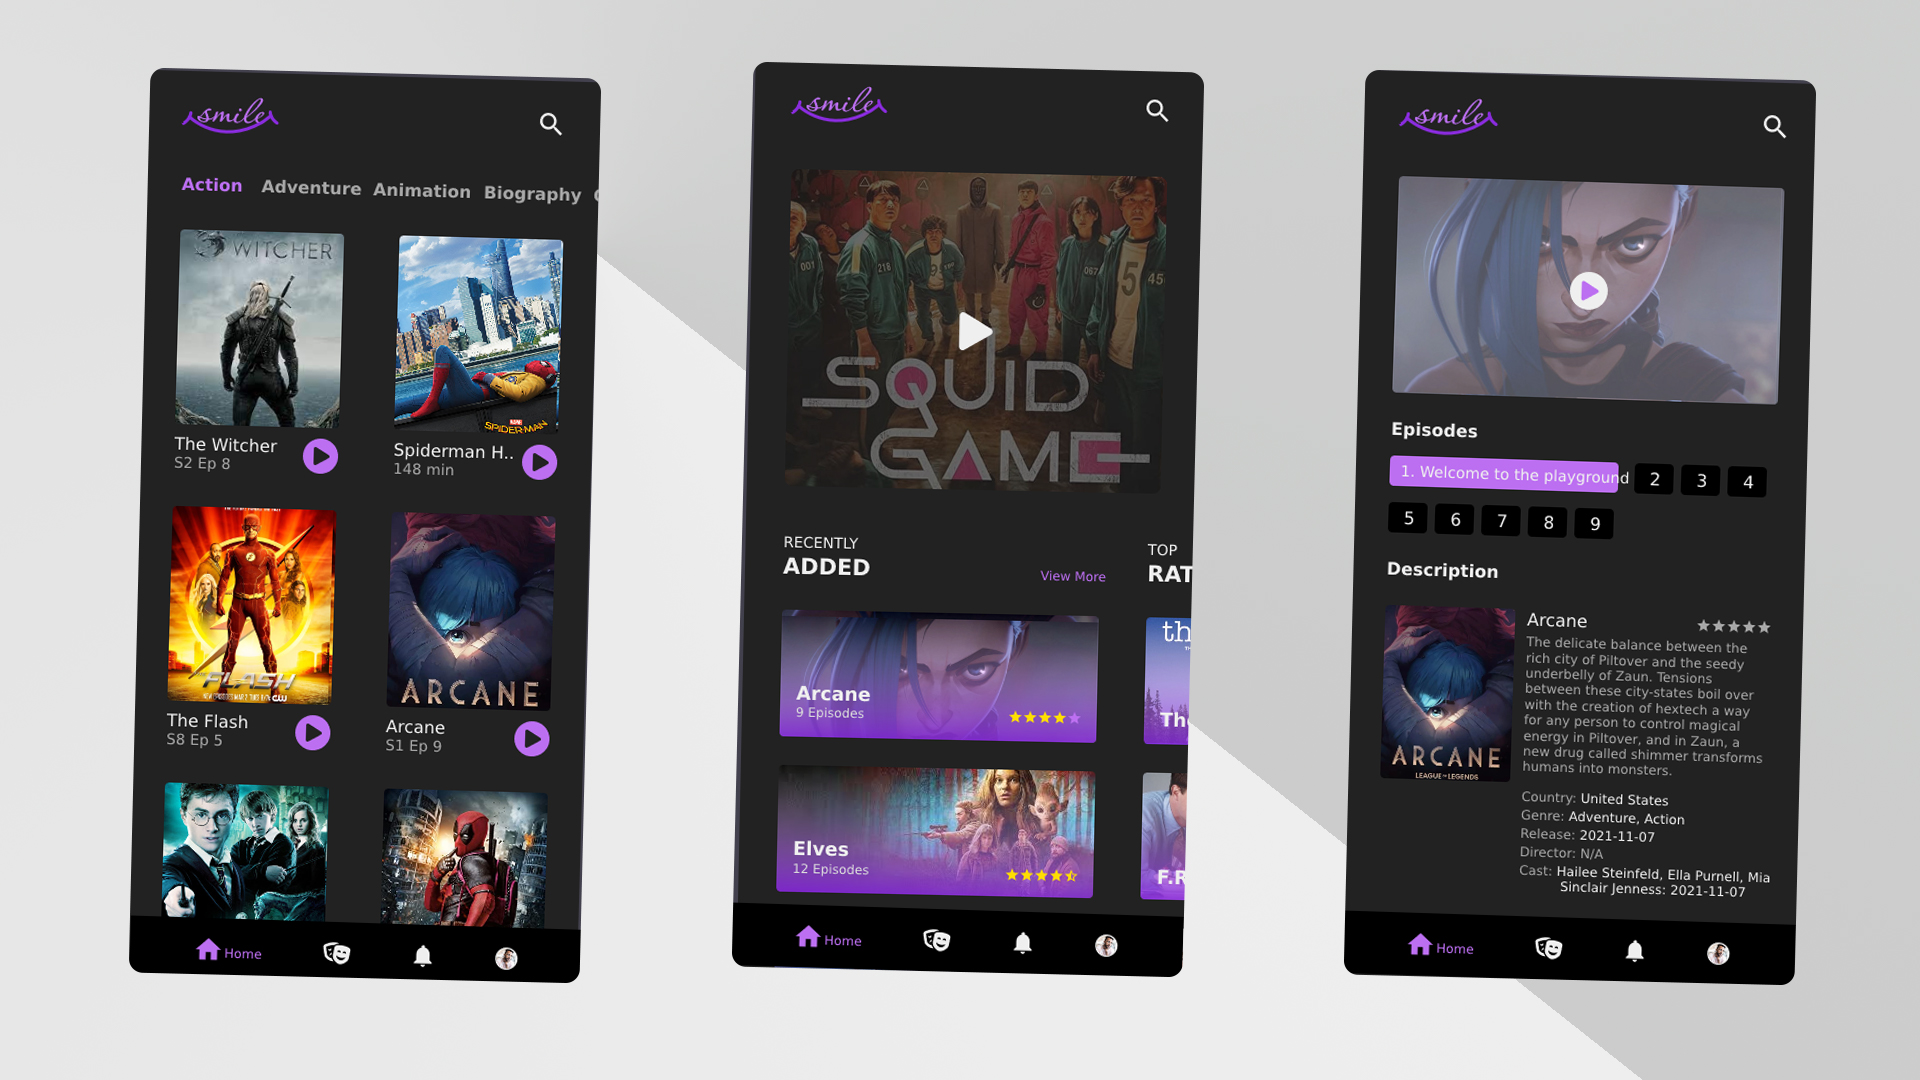 smile
Action Adventure Animation Biography
WITCHER
SPIDER-MAN
The Witcher
S2 Ep 8
Spiderman H..
148 min
FLASH
CW
ARCANE
The Flash
S8 Ep 5
Arcane
S1 Ep 9
Home
smile
001
218
067
SQUID
GAME
RECENTLY
ADDED
View More
TOP
RAT
th
Arcane
9 Episodes
Th
Elves
12 Episodes
F.R
Home
smile
Episodes
1. Welcome to the playground 2 3 4
5 6 7 8 9
Description
ARCANE
LEAGUE OF LEGENDS
Arcane
The delicate balance between the
rich city of Piltover and the seedy
underbelly of Zaun. Tensions
between these city-states boil over
with the creation of hextech a way
for any person to control magical
energy in Piltover, and in Zaun, a
new drug called shimmer transforms
humans into monsters.
Country: United States
Genre: Adventure, Action
Release: 2021-11-07
Director: N/A
Cast: Hailee Steinfeld, Ella Purnell, Mia
Sinclair Jenness: 2021-11-07
Home